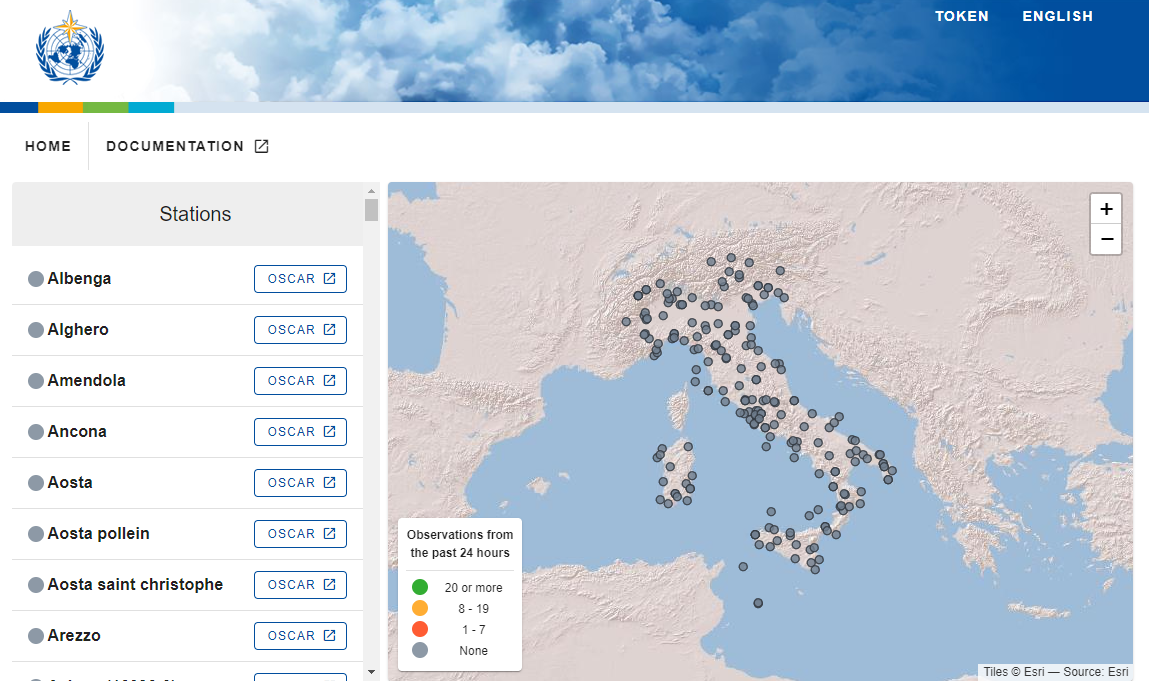 TOKEN
ENGLISH
HOME
DOCUMENTATION
Stations
Albenga
OSCAR
Alghero
OSCAR
Amendola
OSCAR
Ancona
OSCAR
Aosta
OSCAR
Aosta pollein
OSCAR
Aosta saint christophe
OSCAR
Arezzo
OSCAR
+
−
Observations from
the past 24 hours
20 or more
8 - 19
1 - 7
None
Tiles © Esri — Source: Esri